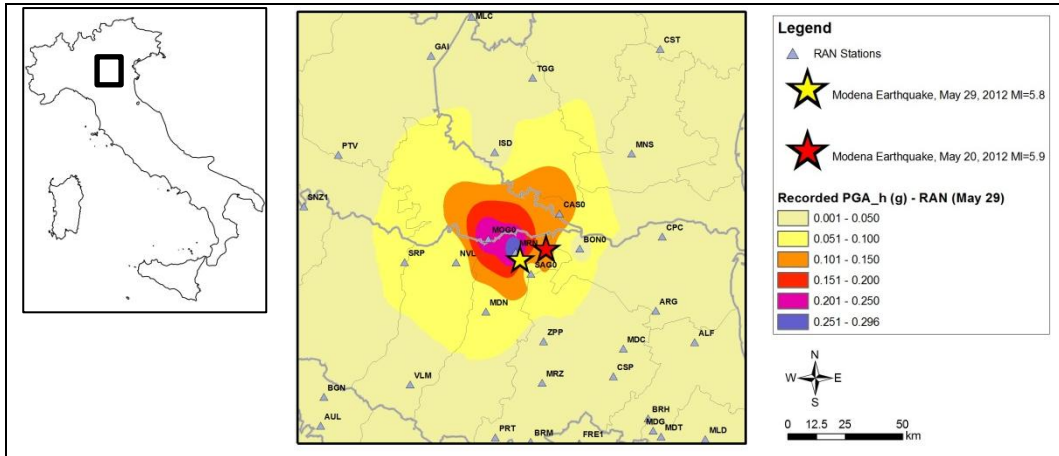 MLC
GAI
CST
TGG
PTV
ISD
MNS
SNZ1
CAS0
MOG0
CPC
MRN
BON0
SRP
NVL
SAG0
MDN
ARG
ZPP
MDC
ALF
VLM
MRZ
CSP
BGN
AUL
BRH
MDG
MDT
MLD
PRT
BRM
FRE1
Legend
RAN Stations
Modena Earthquake, May 29, 2012 Ml=5.8
Modena Earthquake, May 20, 2012 Ml=5.9
Recorded PGA_h (g) - RAN (May 29)
0.001 - 0.050
0.051 - 0.100
0.101 - 0.150
0.151 - 0.200
0.201 - 0.250
0.251 - 0.296
N
W E
S
0 12.5 25 50
km